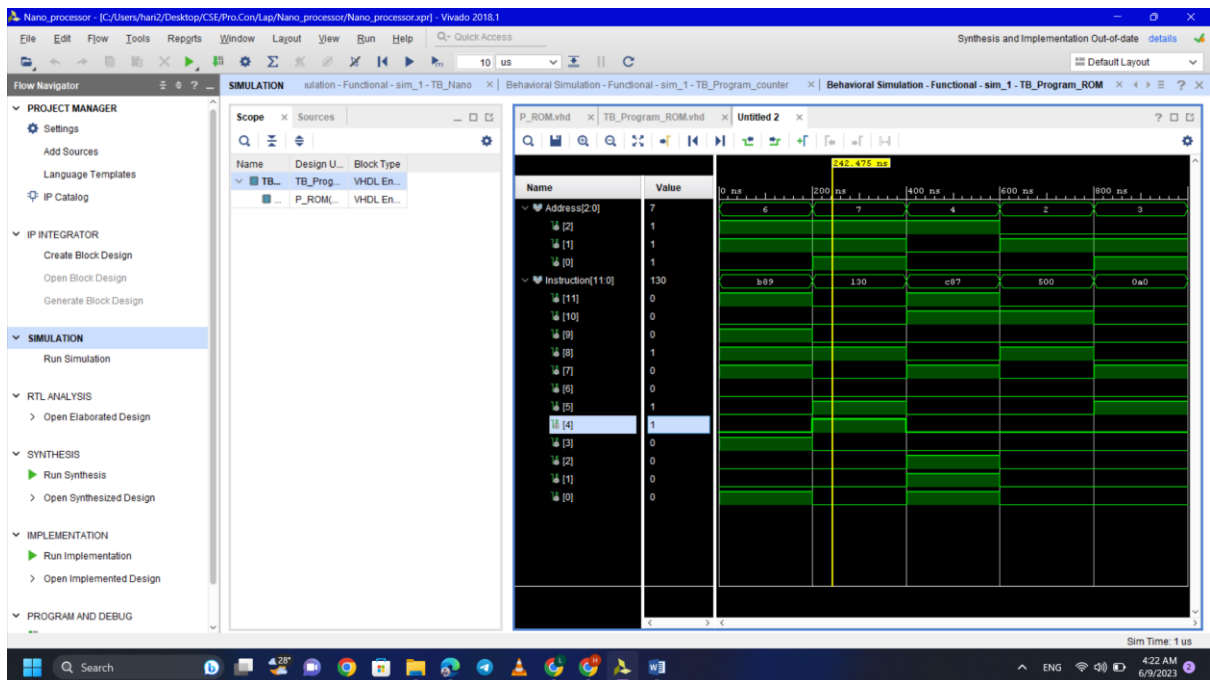 Nano_processor - [C:/Users/hari2/Desktop/CSE/Pro.Con/Lap/Nano_processor/Nano_processor.xpr] - Vivado 2018.1
File Edit Flow Tools Reports Window Layout View Run Help Q- Quick Access
Synthesis and Implementation Out-of-date details
10 us
Default Layout
Flow Navigator
SIMULATION
ulation - Functional - sim_1 - TB_Nano
Behavioral Simulation - Functional - sim_1 - TB_Program_counter
Behavioral Simulation - Functional - sim_1 - TB_Program_ROM
PROJECT MANAGER
Settings
Add Sources
Language Templates
IP Catalog
IP INTEGRATOR
Create Block Design
Open Block Design
Generate Block Design
SIMULATION
Run Simulation
RTL ANALYSIS
Open Elaborated Design
SYNTHESIS
Run Synthesis
Open Synthesized Design
IMPLEMENTATION
Run Implementation
Open Implemented Design
PROGRAM AND DEBUG
Scope Sources
Name Design U... Block Type
TB... TB_Prog... VHDL En...
... P_ROM(... VHDL En...
P_ROM.vhd TB_Program_ROM.vhd Untitled 2
242.475 ns
Name Value
0 ns 200 ns 400 ns 600 ns 800 ns
Address[2:0] 7 6 7 4 2 3
[2] 1
[1] 1
[0] 1
Instruction[11:0] 130 b89 130 c87 500 0a0
[11] 0
[10] 0
[9] 0
[8] 1
[7] 0
[6] 0
[5] 1
[4] 1
[3] 0
[2] 0
[1] 0
[0] 0
Sim Time: 1 us
Search
28°
ENG
4:22 AM
6/9/2023
2